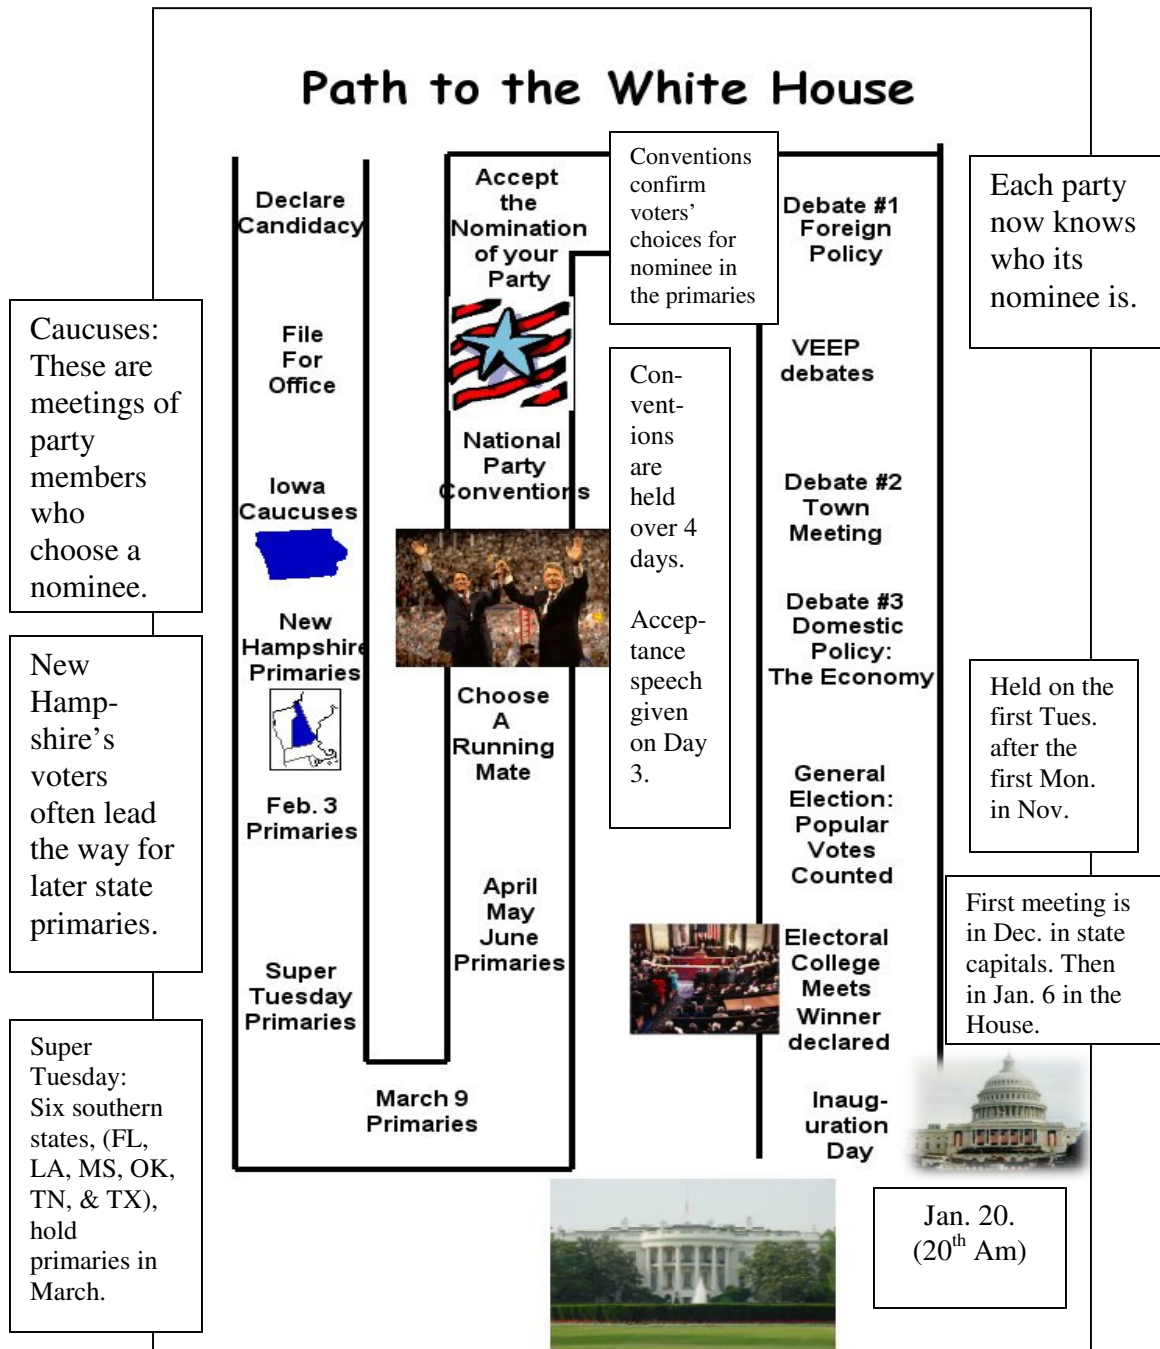 Path to the White House
Declare
Candidacy
File
For
Office
Iowa
Caucuses
New
Hampshire
Primaries
Feb. 3
Primaries
Super
Tuesday
Primaries
March 9
Primaries
April
May
June
Primaries
Choose
A
Running
Mate
National
Party
Conventions
Accept
the
Nomination
of your
Party
Debate #1
Foreign
Policy
VEEP
debates
Debate #2
Town
Meeting
Debate #3
Domestic
Policy:
The Economy
General
Election:
Popular
Votes
Counted
Electoral
College
Meets
Winner
declared
Inaug-
uration
Day
Caucuses:
These are
meetings of
party
members
who
choose a
nominee.
New
Hamp-
shire’s
voters
often lead
the way for
later state
primaries.
Super
Tuesday:
Six southern
states, (FL,
LA, MS, OK,
TN, & TX),
hold
primaries in
March.
Conventions
confirm
voters’
choices for
nominee in
the primaries
Con-
vent-
ions
are
held
over 4
days.
Accep-
tance
speech
given
on Day
3.
Each party
now knows
who its
nominee is.
Held on the
first Tues.
after the
first Mon.
in Nov.
First meeting is
in Dec. in state
capitals. Then
in Jan. 6 in the
House.
Jan. 20.
(20th Am)